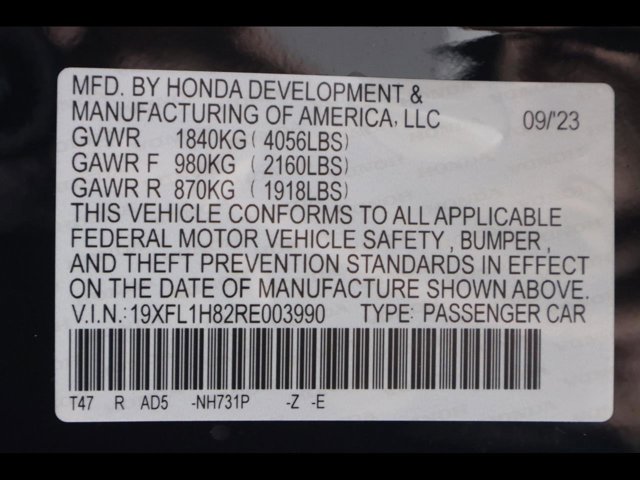 MFD. BY HONDA DEVELOPMENT &
MANUFACTURING OF AMERICA, LLC 09/'23
GVWR 1840KG ( 4056LBS)
GAWR F 980KG ( 2160LBS)
GAWR R 870KG ( 1918LBS)
THIS VEHICLE CONFORMS TO ALL APPLICABLE
FEDERAL MOTOR VEHICLE SAFETY , BUMPER ,
AND THEFT PREVENTION STANDARDS IN EFFECT
ON THE DATE OF MANUFACTURE SHOWN ABOVE.
V.I.N.:19XFL1H82RE003990 TYPE: PASSENGER CAR
T47 R AD5 -NH731P -Z -E